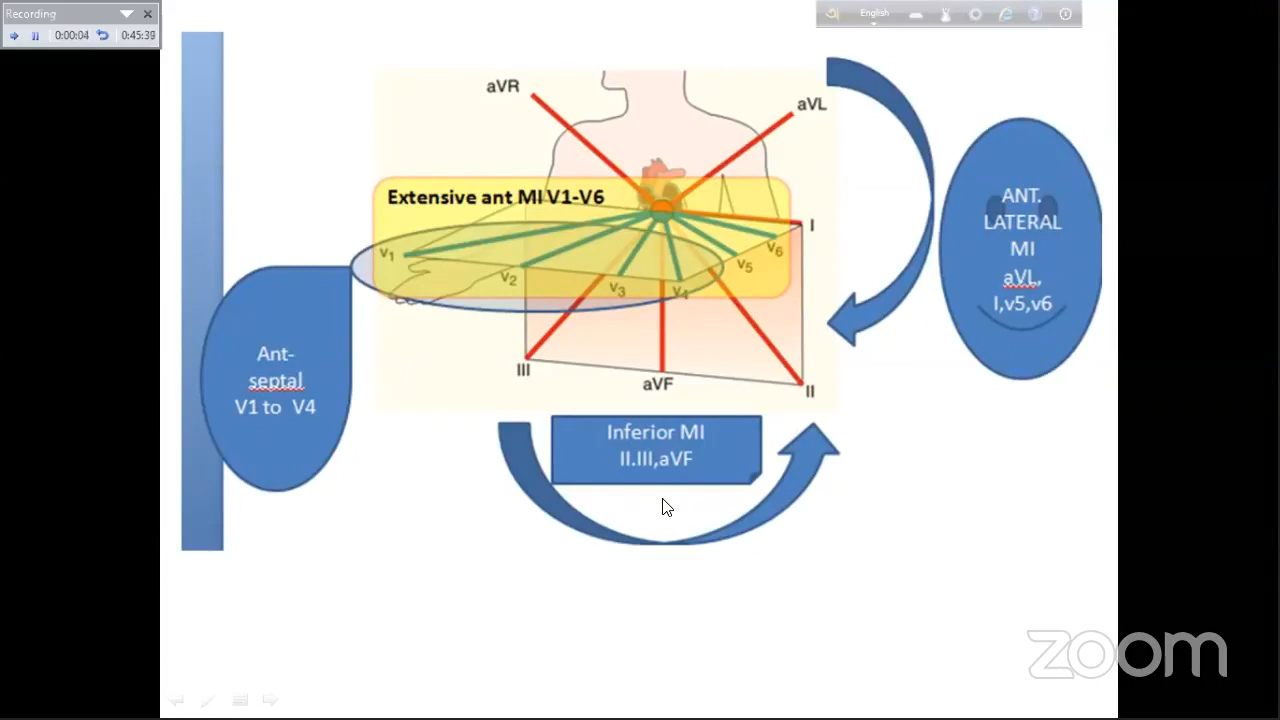 Recording
0:00:04
0:45:39
English
aVR
aVL
Extensive ant MI V1-V6
I
V1
V2
V3
V4
V5
V6
ANT.
LATERAL
MI
aVL,
I,v5,v6
Ant-
septal
V1 to V4
III
aVF
II
Inferior MI
II.III,aVF
zoom